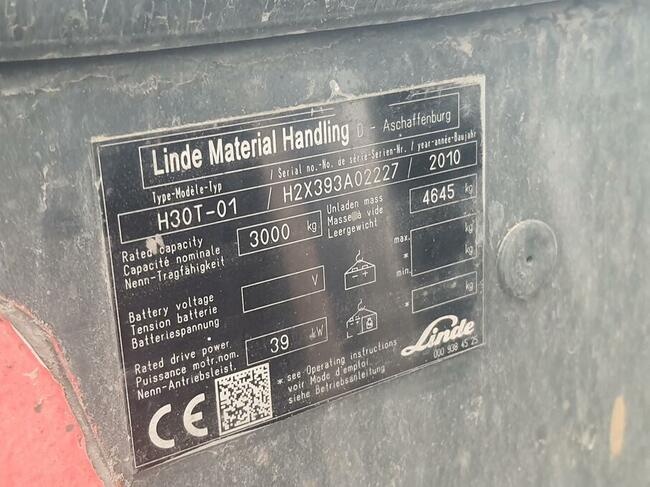 Linde Material Handling D - Aschaffenburg
Type-Modèle-Typ / Serial no.-No. de série-Serien-Nr. / year-année-Baujahr
H30T-01 / H2X393A02227 / 2010
Rated capacity
Capacité nominale
Nenn-Tragfähigkeit
3000 kg
Unladen mass
Masse à vide
Leergewicht
4645 kg
Battery voltage
Tension batterie
Batteriespannung
V
max.
* kg
min. kg
* kg
Rated drive power
Puissance motr.nom.
Nenn-Antriebsleist.
39 kW
* see Operating instructions
voir Mode d'emploi
siehe Betriebsanleitung
Linde
000 938 45 25
CE